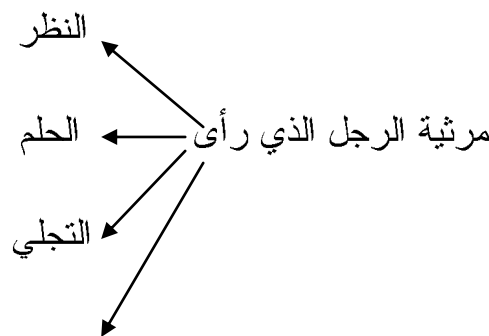 النظر
مرثية الرجل الذي رأى
الحلم
التجلي